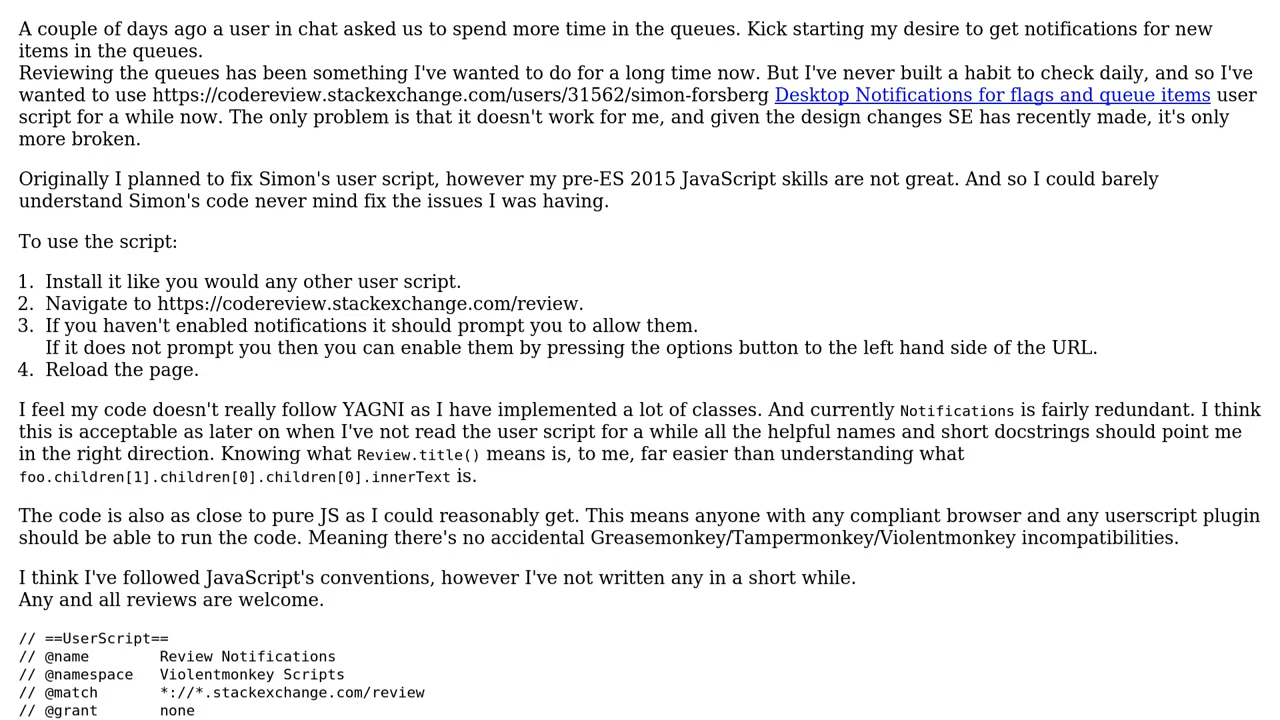 A couple of days ago a user in chat asked us to spend more time in the queues. Kick starting my desire to get notifications for new
items in the queues.
Reviewing the queues has been something I've wanted to do for a long time now. But I've never built a habit to check daily, and so I've
wanted to use https://codereview.stackexchange.com/users/31562/simon-forsberg Desktop Notifications for flags and queue items user
script for a while now. The only problem is that it doesn't work for me, and given the design changes SE has recently made, it's only
more broken.
Originally I planned to fix Simon's user script, however my pre-ES 2015 JavaScript skills are not great. And so I could barely
understand Simon's code never mind fix the issues I was having.
To use the script:
1. Install it like you would any other user script.
2. Navigate to https://codereview.stackexchange.com/review.
3. If you haven't enabled notifications it should prompt you to allow them.
If it does not prompt you then you can enable them by pressing the options button to the left hand side of the URL.
4. Reload the page.
I feel my code doesn't really follow YAGNI as I have implemented a lot of classes. And currently Notifications is fairly redundant. I think
this is acceptable as later on when I've not read the user script for a while all the helpful names and short docstrings should point me
in the right direction. Knowing what Review.title() means is, to me, far easier than understanding what
foo.children[1].children[0].children[0].innerText is.
The code is also as close to pure JS as I could reasonably get. This means anyone with any compliant browser and any userscript plugin
should be able to run the code. Meaning there's no accidental Greasemonkey/Tampermonkey/Violentmonkey incompatibilities.
I think I've followed JavaScript's conventions, however I've not written any in a short while.
Any and all reviews are welcome.
// ==UserScript==
// @name        Review Notifications
// @namespace   Violentmonkey Scripts
// @match       *://*.stackexchange.com/review
// @grant       none